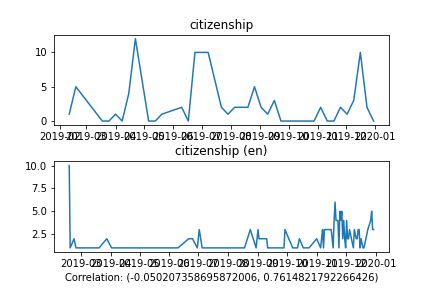 citizenship
10
5
0
2019-02 2019-03 2019-04 2019-05 2019-06 2019-07 2019-08 2019-09 2019-10 2019-11 2019-12 2020-01
citizenship (en)
10.0
7.5
5.0
2.5
2019-03 2019-04 2019-05 2019-06 2019-07 2019-08 2019-09 2019-10 2019-11 2019-12 2020-01
Correlation: (-0.050207358695872006, 0.7614821792266426)